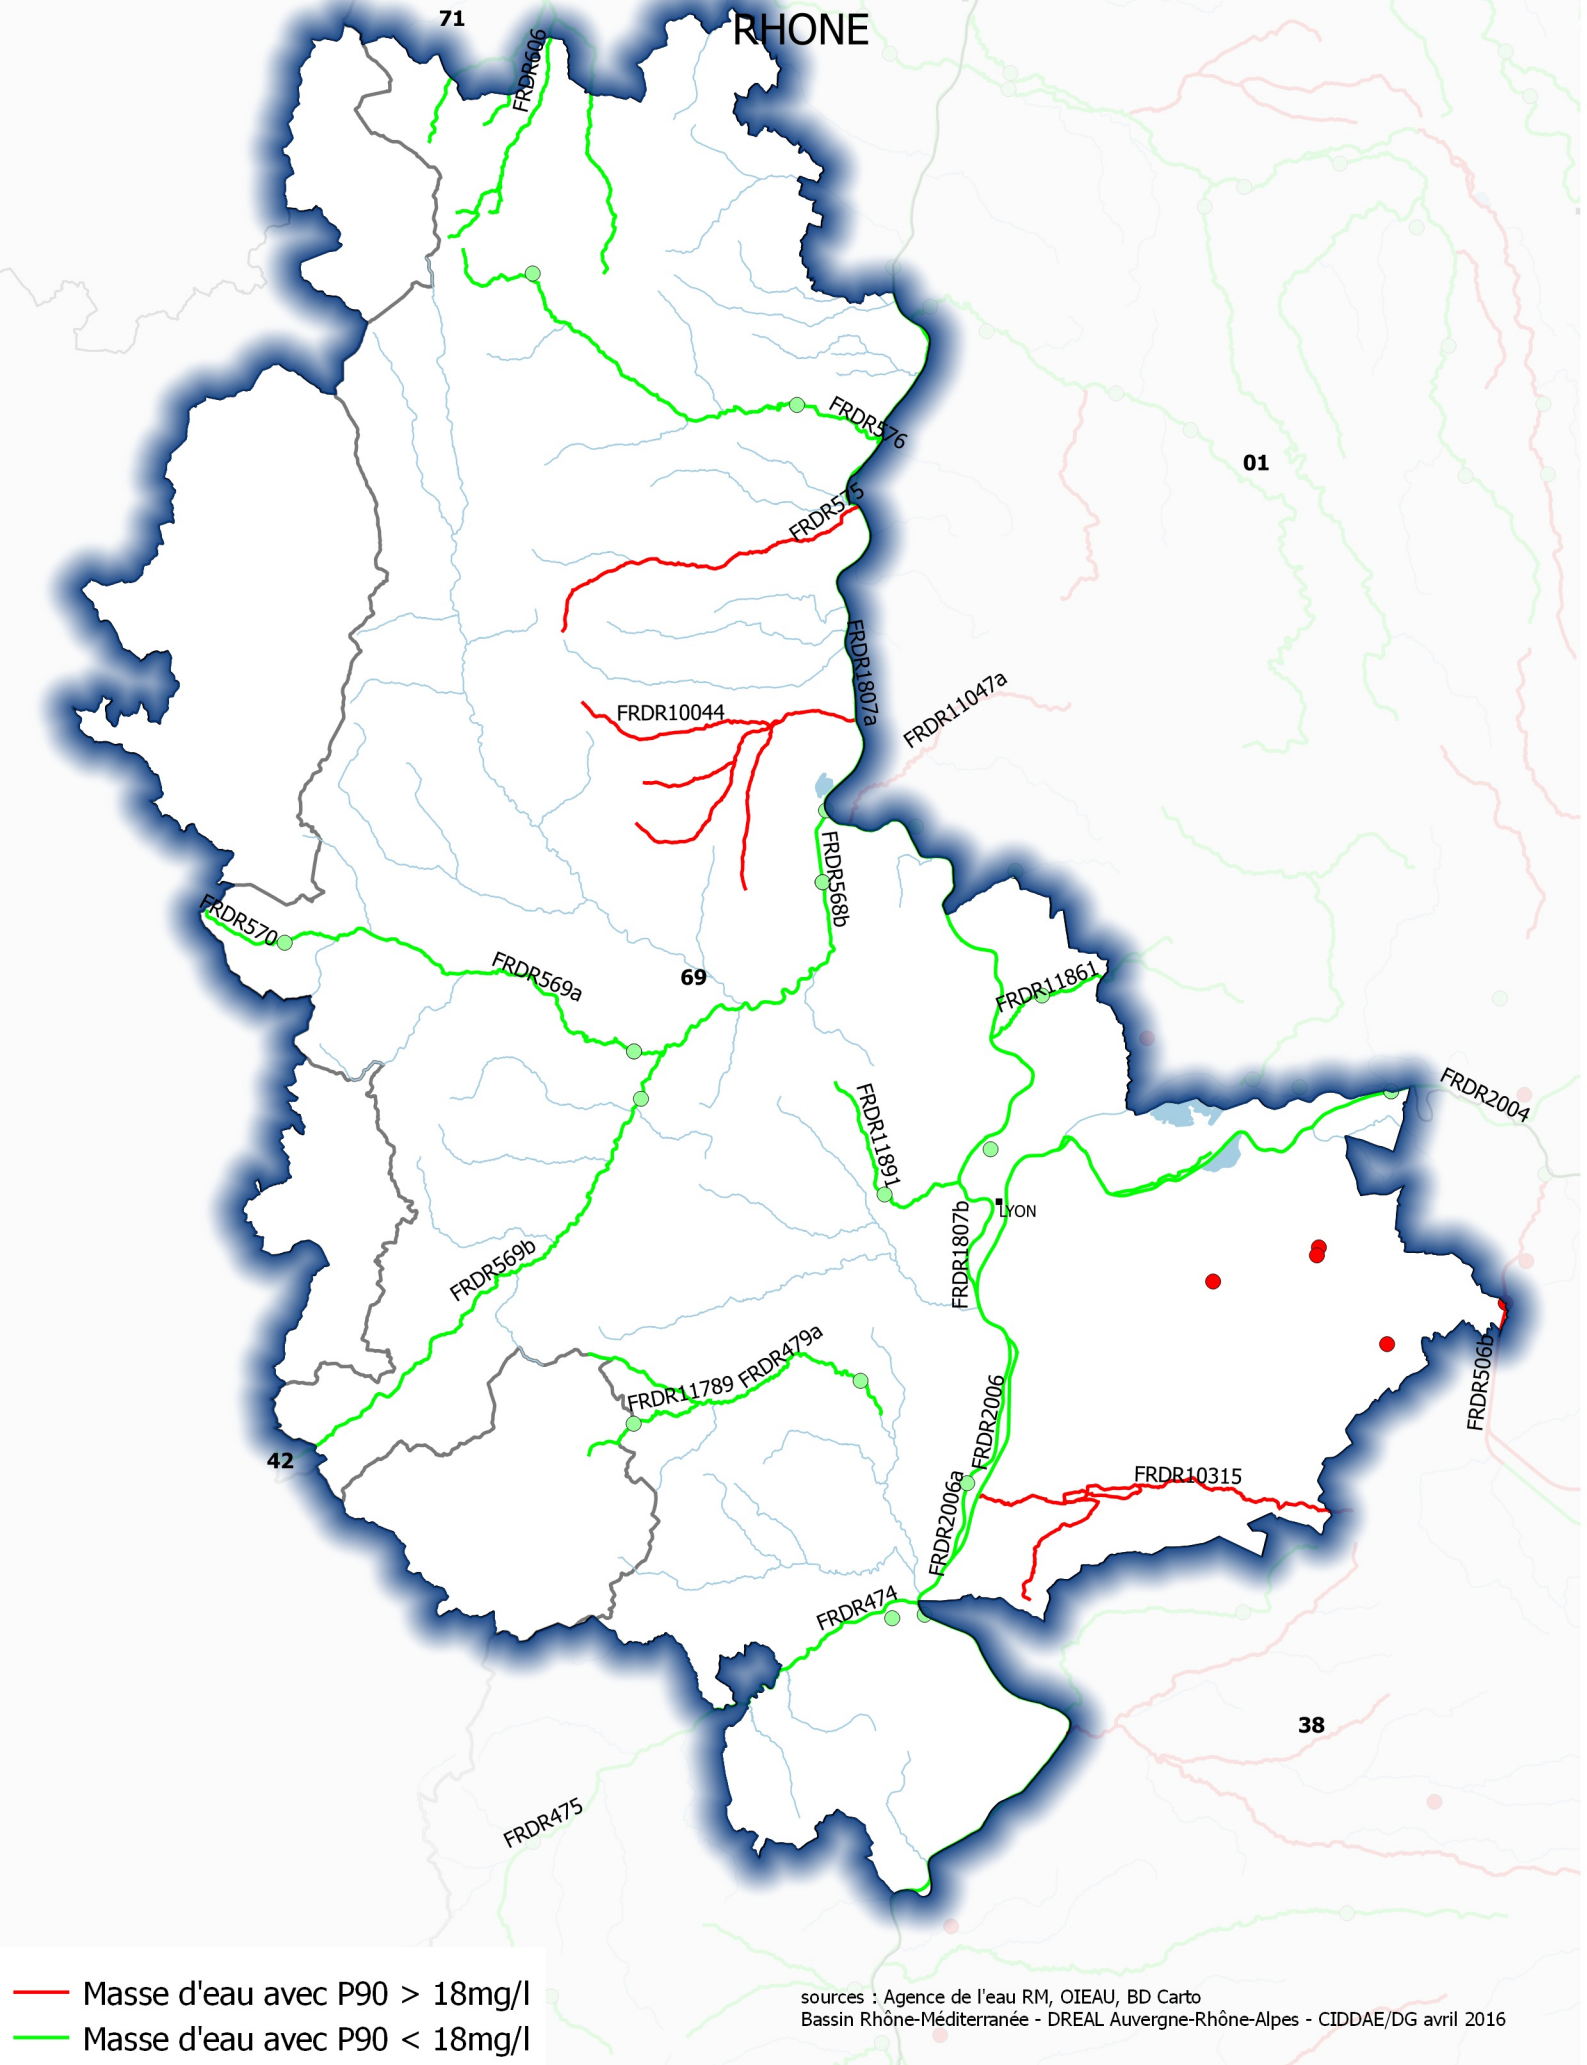 71
RHONE
FRDR606
FRDR576
01
FRDR575
FRDR1807a
FRDR11047a
FRDR10044
FRDR568b
FRDR570
FRDR569a
69
FRDR11861
FRDR2004
FRDR11891
LYON
FRDR1807b
FRDR569b
FRDR479a
FRDR11789
FRDR506b
FRDR2006
42
FRDR10315
FRDR2006a
FRDR474
38
FRDR475
Masse d'eau avec P90 > 18mg/l
Masse d'eau avec P90 < 18mg/l
sources : Agence de l'eau RM, OIEAU, BD Carto
Bassin Rhône-Méditerranée - DREAL Auvergne-Rhône-Alpes - CIDDAE/DG avril 2016